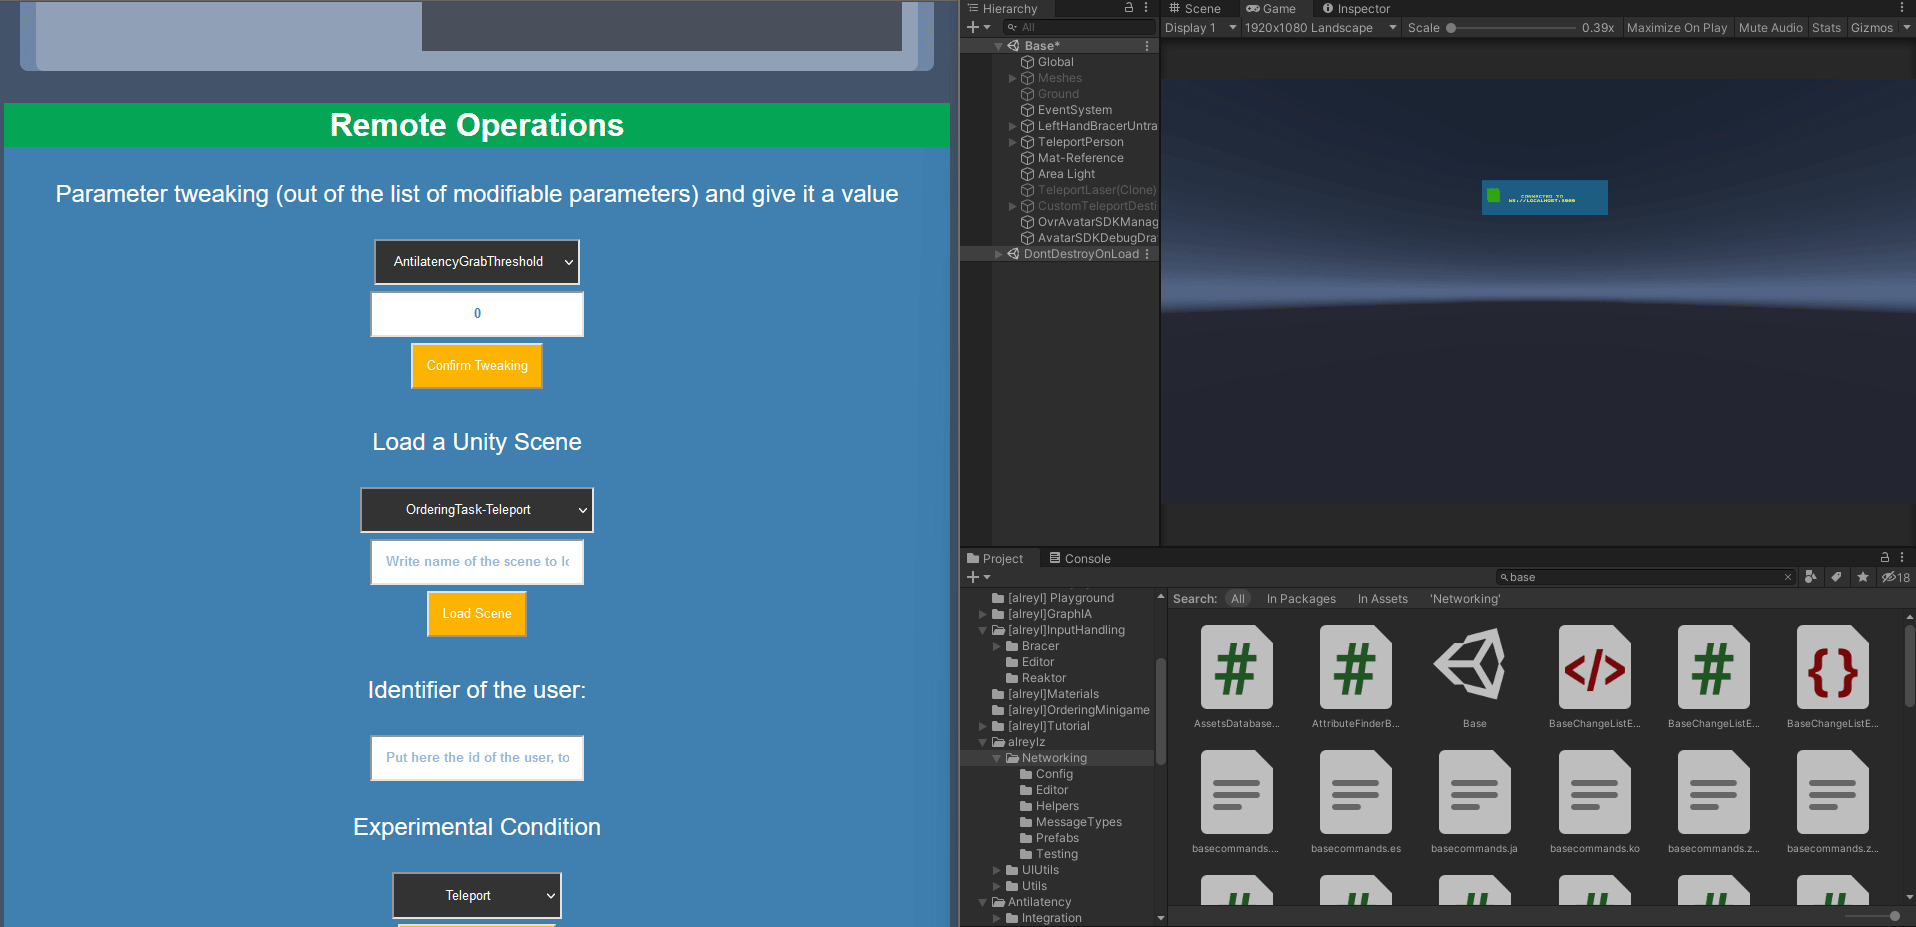 Remote Operations
Parameter tweaking (out of the list of modifiable parameters) and give it a value
AntilatencyGrabThreshold
0
Confirm Tweaking
Load a Unity Scene
OrderingTask-Teleport
Write name of the scene to lc
Load Scene
Identifier of the user:
Put here the id of the user, to
Experimental Condition
Teleport
Hierarchy
All
Base*
Global
Meshes
Ground
EventSystem
LeftHandBracerUntra
TeleportPerson
Mat-Reference
Area Light
TeleportLaser(Clone)
CustomTeleportDesti
OvrAvatarSDKManag
AvatarSDKDebugDra
DontDestroyOnLoad
Scene Game Inspector
Display 1 1920x1080 Landscape Scale 0.39x Maximize On Play Mute Audio Stats Gizmos
CONNECTED TO
WS://LOCALHOST:
Project Console
base 18
[alreyl] Playground
[alreyl]GraphIA
[alreyl]InputHandling
Bracer
Editor
Reaktor
[alreyl]Materials
[alreyl]OrderingMinigame
[alreyl]Tutorial
alreylz
Networking
Config
Editor
Helpers
MessageTypes
Prefabs
Testing
UIUtils
Utils
Antilatency
Integration
Search: All In Packages In Assets 'Networking'
AssetsDatabase... AttributeFinderB... Base BaseChangeListE... BaseChangeListE... BaseChangeListE...
basecommands.... basecommands.es basecommands.ja basecommands.ko basecommands.z... basecommands.z...